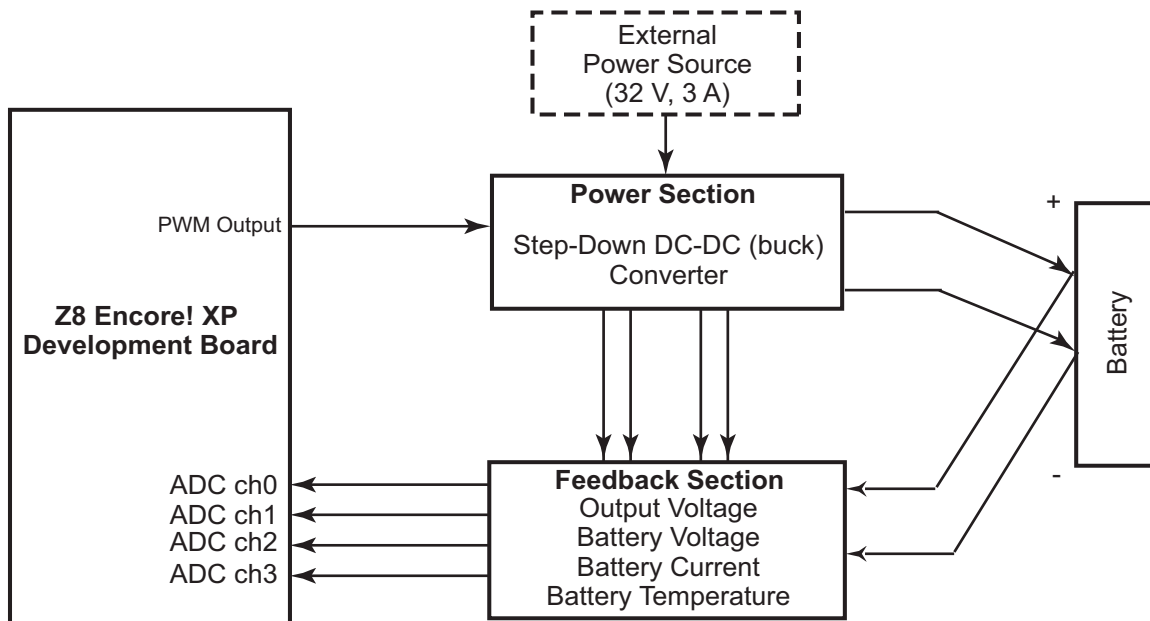 External
Power Source
(32 V, 3 A)
Power Section
Step-Down DC-DC (buck)
Converter
PWM Output
Z8 Encore! XP
Development Board
ADC ch0
ADC ch1
ADC ch2
ADC ch3
Feedback Section
Output Voltage
Battery Voltage
Battery Current
Battery Temperature
+
Battery
-